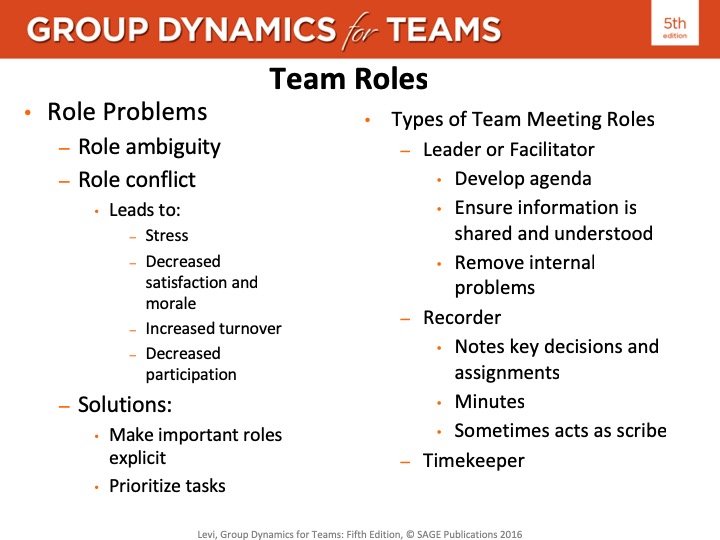 GROUP DYNAMICS for TEAMS
5th
edition
Team Roles
• Role Problems
– Role ambiguity
– Role conflict
• Leads to:
– Stress
– Decreased
satisfaction and
morale
– Increased turnover
– Decreased
participation
– Solutions:
• Make important roles
explicit
• Prioritize tasks
• Types of Team Meeting Roles
– Leader or Facilitator
• Develop agenda
• Ensure information is
shared and understood
• Remove internal
problems
– Recorder
• Notes key decisions and
assignments
• Minutes
• Sometimes acts as scribe
– Timekeeper
Levi, Group Dynamics for Teams: Fifth Edition, © SAGE Publications 2016